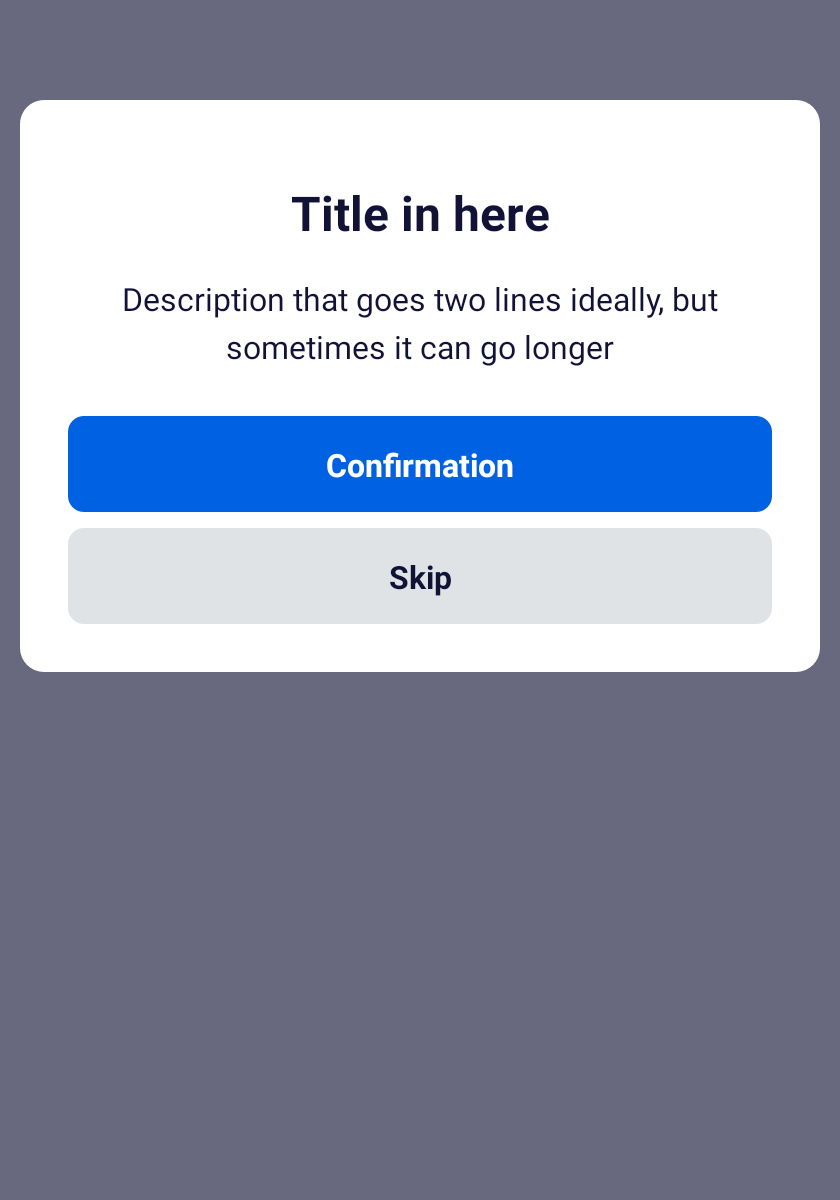 Title in here
Description that goes two lines ideally, but
sometimes it can go longer
Confirmation
Skip